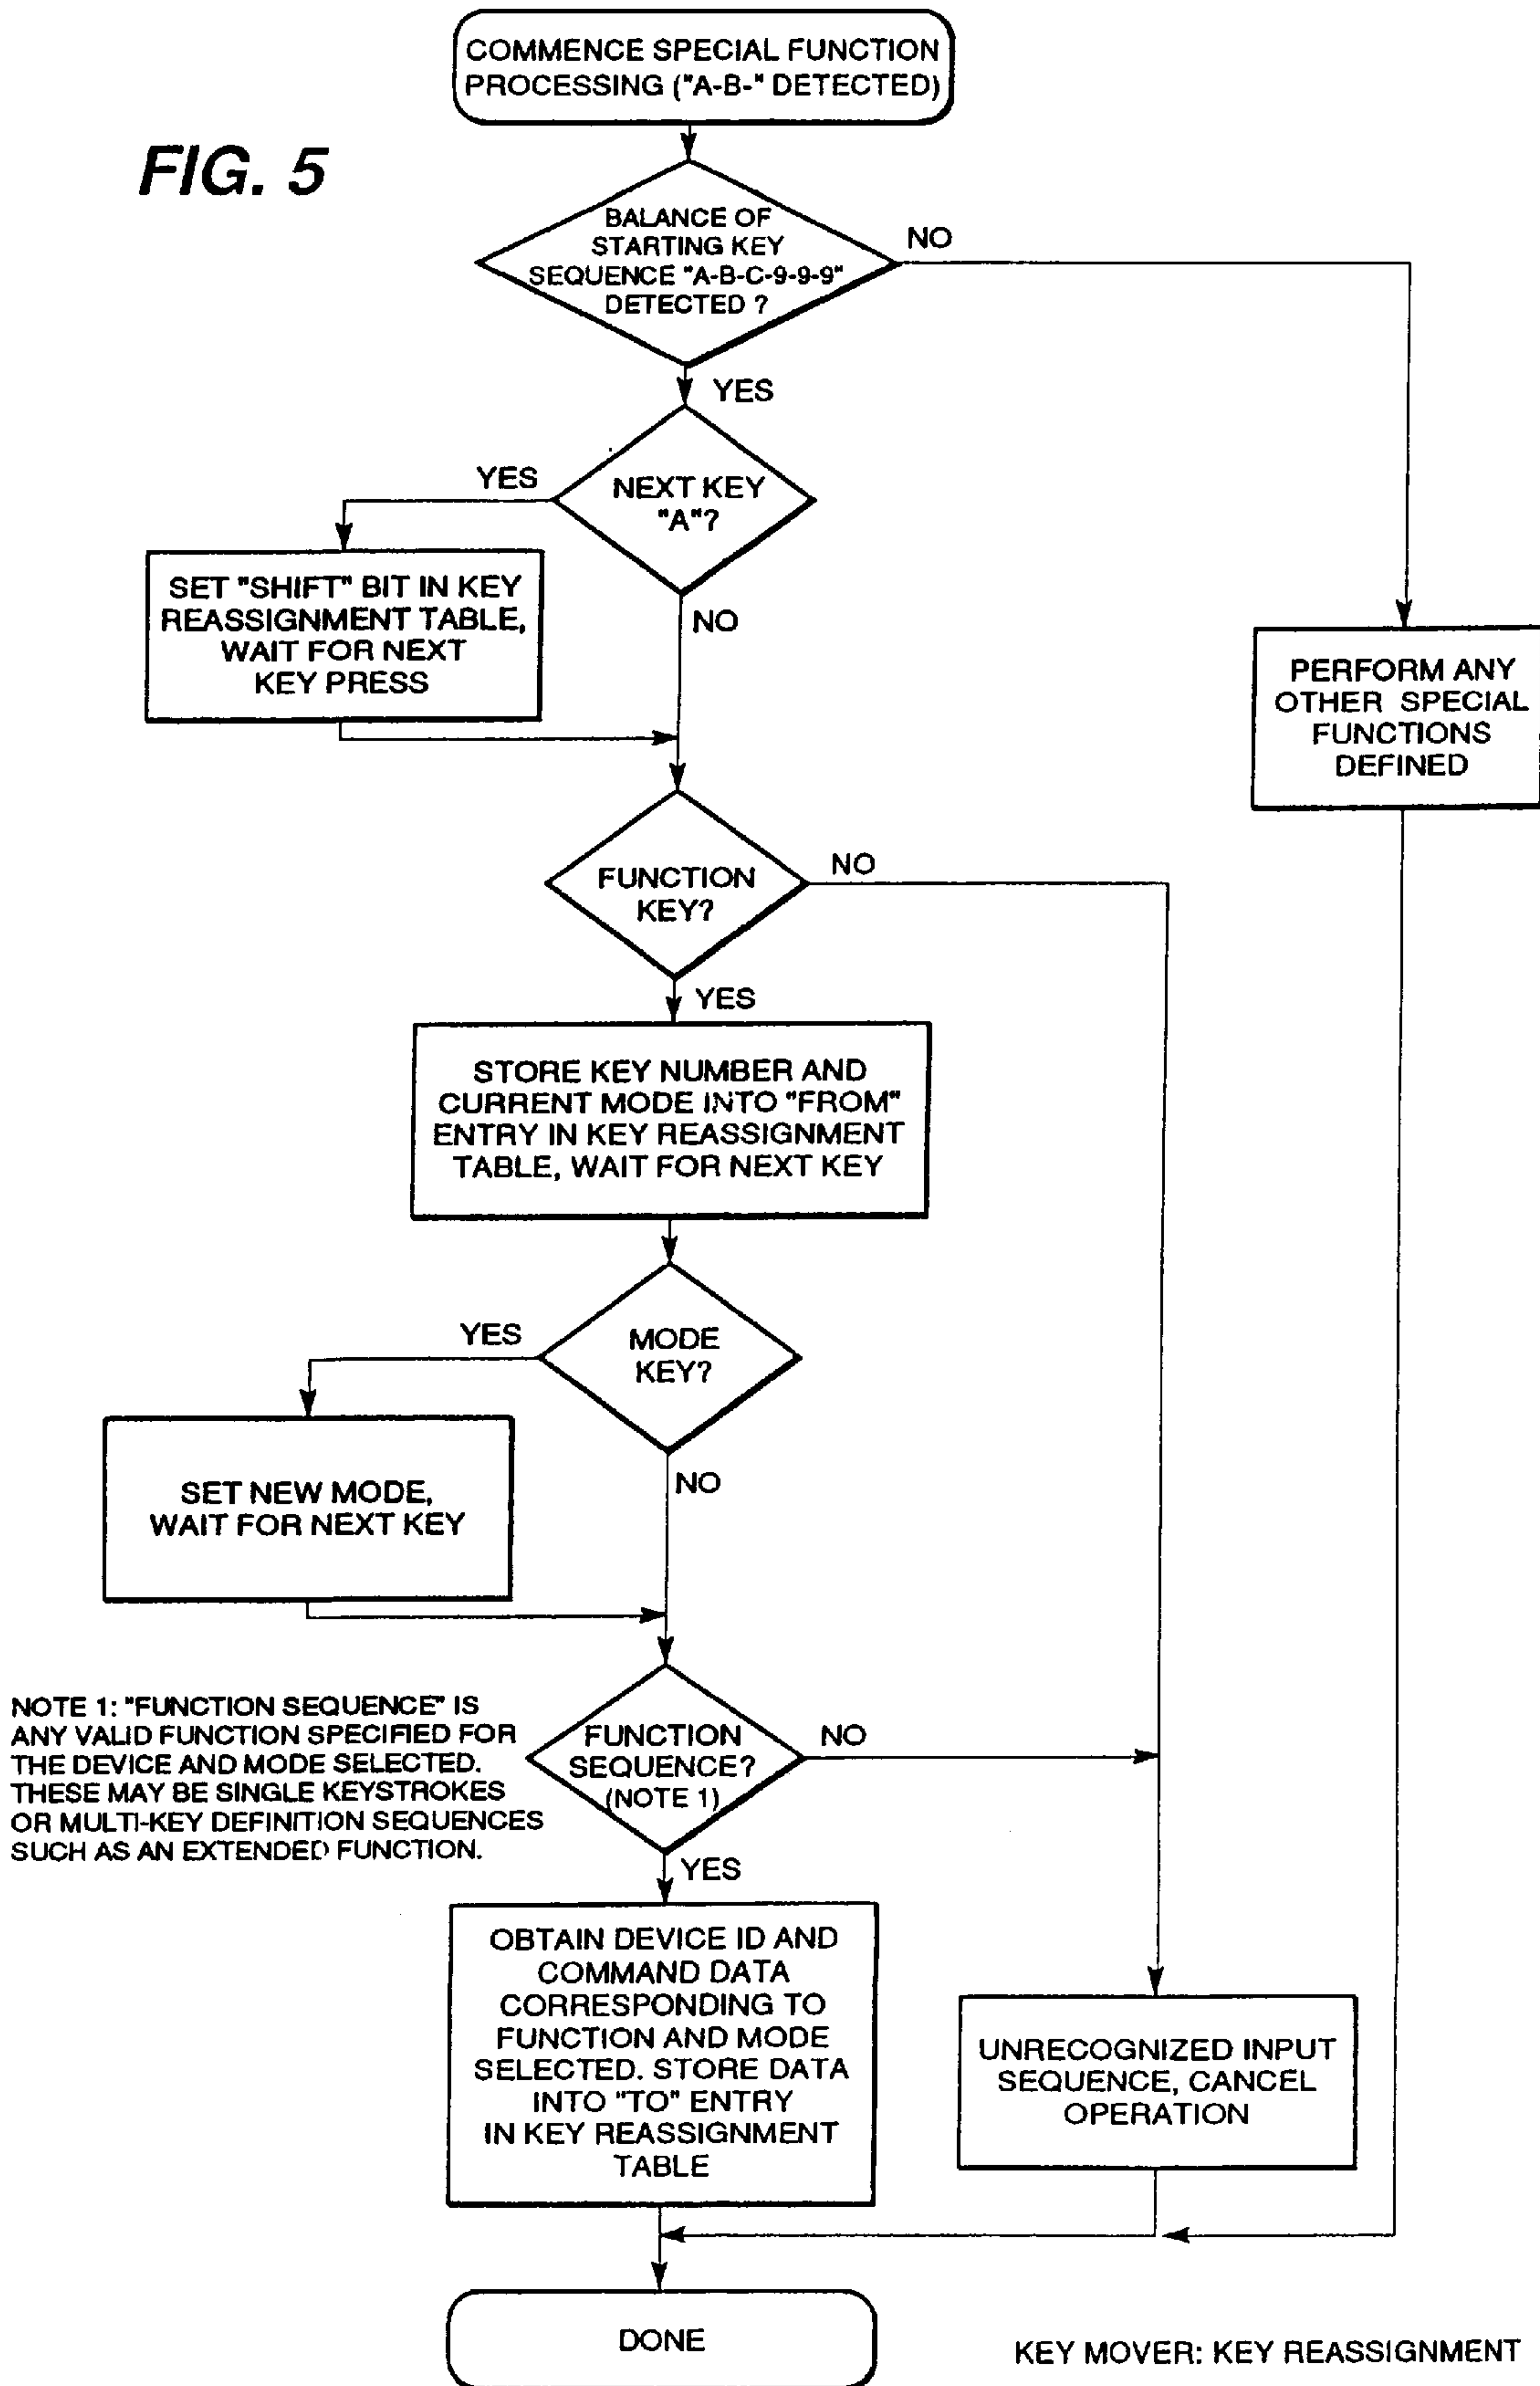 COMMENCE SPECIAL FUNCTION
PROCESSING ("A-B-" DETECTED)
FIG. 5
BALANCE OF
STARTING KEY
SEQUENCE "A-B-C-9-9-9"
DETECTED ?
NO
YES
NEXT KEY
"A"?
YES
NO
SET "SHIFT" BIT IN KEY
REASSIGNMENT TABLE,
WAIT FOR NEXT
KEY PRESS
PERFORM ANY
OTHER SPECIAL
FUNCTIONS
DEFINED
FUNCTION
KEY?
NO
YES
STORE KEY NUMBER AND
CURRENT MODE INTO "FROM"
ENTRY IN KEY REASSIGNMENT
TABLE, WAIT FOR NEXT KEY
MODE
KEY?
YES
NO
SET NEW MODE,
WAIT FOR NEXT KEY
NOTE 1: "FUNCTION SEQUENCE" IS
ANY VALID FUNCTION SPECIFIED FOR
THE DEVICE AND MODE SELECTED.
THESE MAY BE SINGLE KEYSTROKES
OR MULTI-KEY DEFINITION SEQUENCES
SUCH AS AN EXTENDED FUNCTION.
FUNCTION
SEQUENCE?
(NOTE 1)
NO
YES
OBTAIN DEVICE ID AND
COMMAND DATA
CORRESPONDING TO
FUNCTION AND MODE
SELECTED. STORE DATA
INTO "TO" ENTRY
IN KEY REASSIGNMENT
TABLE
UNRECOGNIZED INPUT
SEQUENCE, CANCEL
OPERATION
DONE
KEY MOVER: KEY REASSIGNMENT